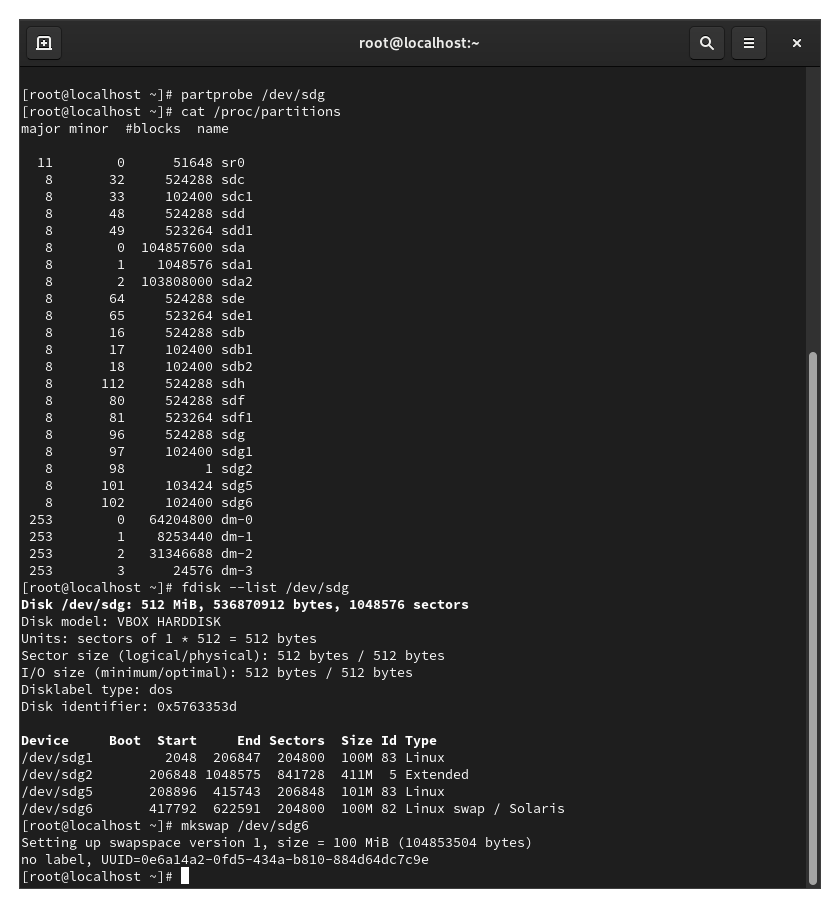 root@localhost:~
[root@localhost ~]# partprobe /dev/sdg
[root@localhost ~]# cat /proc/partitions
major minor  #blocks  name
  11        0      51648 sr0
   8       32     524288 sdc
   8       33     102400 sdc1
   8       48     524288 sdd
   8       49     523264 sdd1
   8        0  104857600 sda
   8        1    1048576 sda1
   8        2  103808000 sda2
   8       64     524288 sde
   8       65     523264 sde1
   8       16     524288 sdb
   8       17     102400 sdb1
   8       18     102400 sdb2
   8      112     524288 sdh
   8       80     524288 sdf
   8       81     523264 sdf1
   8       96     524288 sdg
   8       97     102400 sdg1
   8       98          1 sdg2
   8      101     103424 sdg5
   8      102     102400 sdg6
 253        0   64204800 dm-0
 253        1    8253440 dm-1
 253        2   31346688 dm-2
 253        3      24576 dm-3
[root@localhost ~]# fdisk --list /dev/sdg
Disk /dev/sdg: 512 MiB, 536870912 bytes, 1048576 sectors
Disk model: VBOX HARDDISK
Units: sectors of 1 * 512 = 512 bytes
Sector size (logical/physical): 512 bytes / 512 bytes
I/O size (minimum/optimal): 512 bytes / 512 bytes
Disklabel type: dos
Disk identifier: 0x5763353d
Device     Boot  Start     End Sectors  Size Id Type
/dev/sdg1         2048  206847  204800  100M 83 Linux
/dev/sdg2       206848 1048575  841728  411M  5 Extended
/dev/sdg5       208896  415743  206848  101M 83 Linux
/dev/sdg6       417792  622591  204800  100M 82 Linux swap / Solaris
[root@localhost ~]# mkswap /dev/sdg6
Setting up swapspace version 1, size = 100 MiB (104853504 bytes)
no label, UUID=0e6a14a2-0fd5-434a-b810-884d64dc7c9e
[root@localhost ~]#